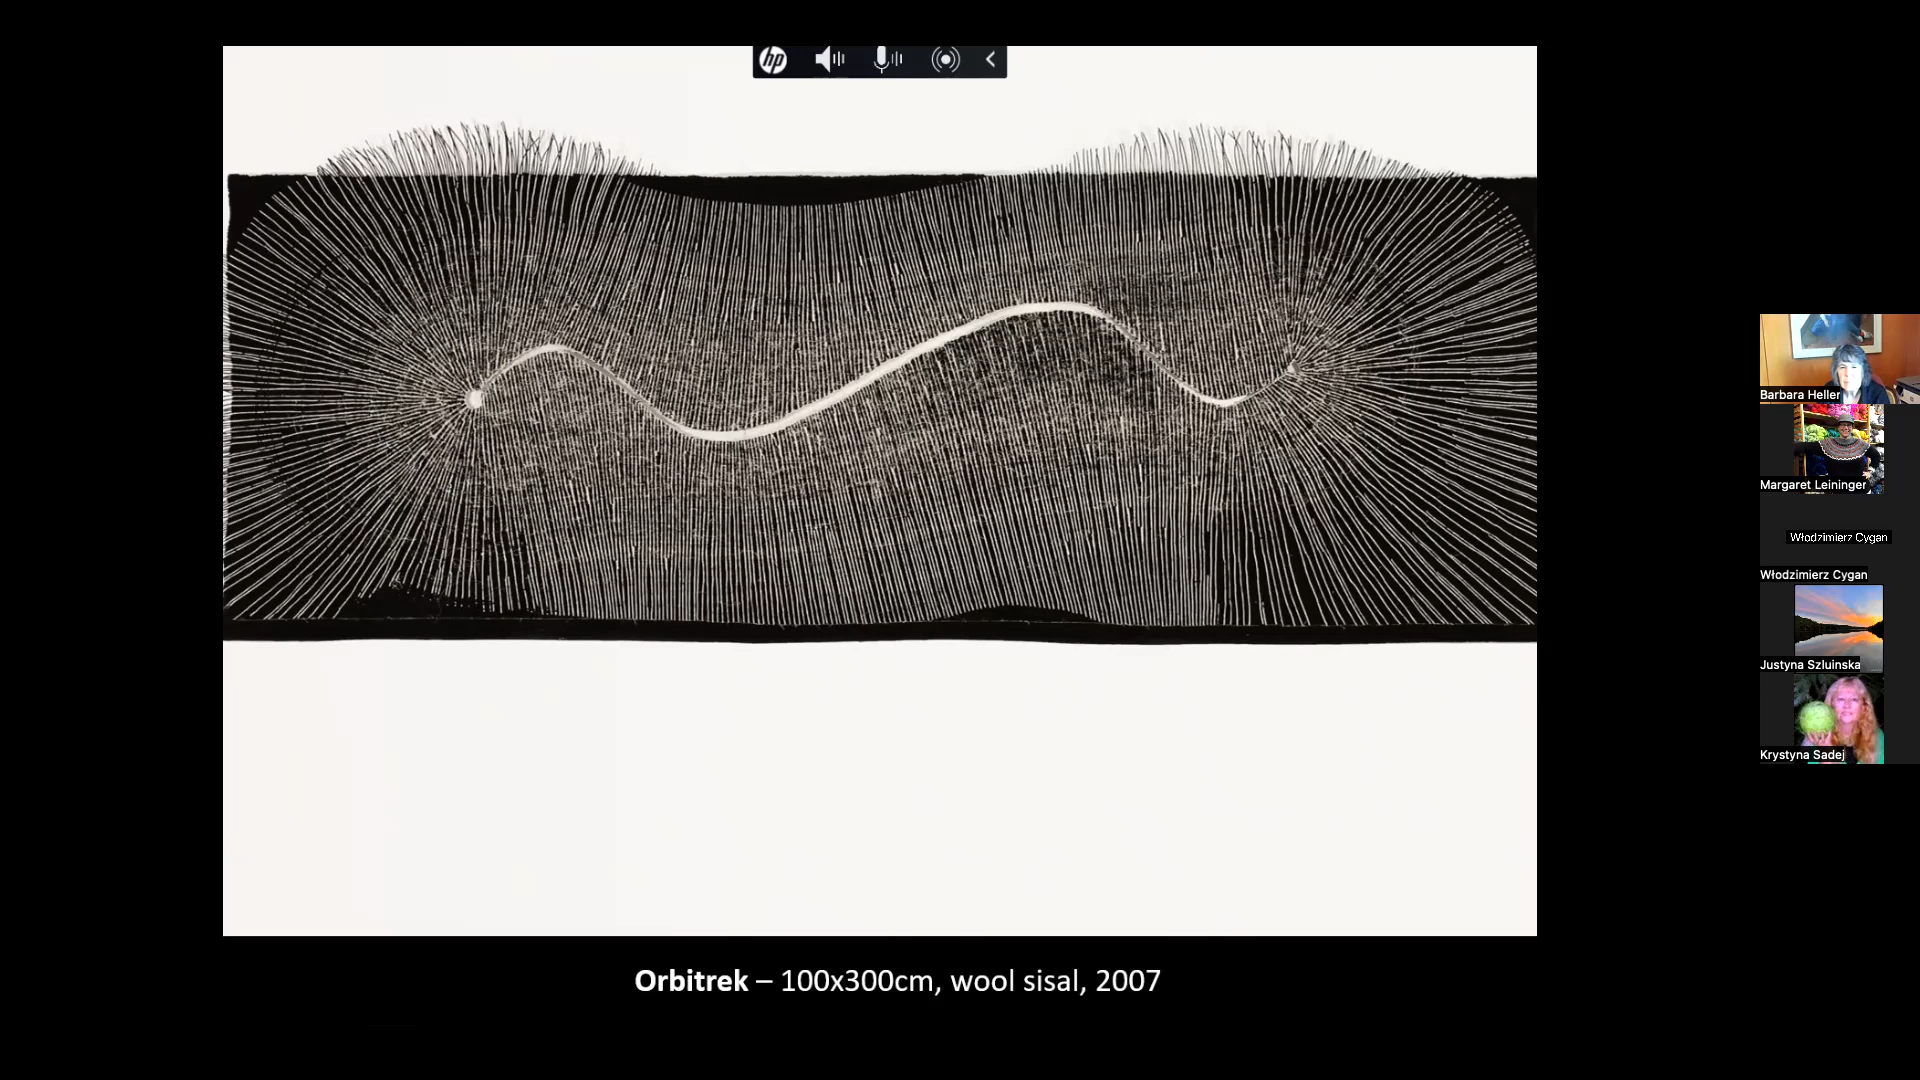 hp
Barbara Heller
Margaret Leininger
Włodzimierz Cygan
Włodzimierz Cygan
Justyna Szluinska
Krystyna Sadej
Orbitrek – 100x300cm, wool sisal, 2007